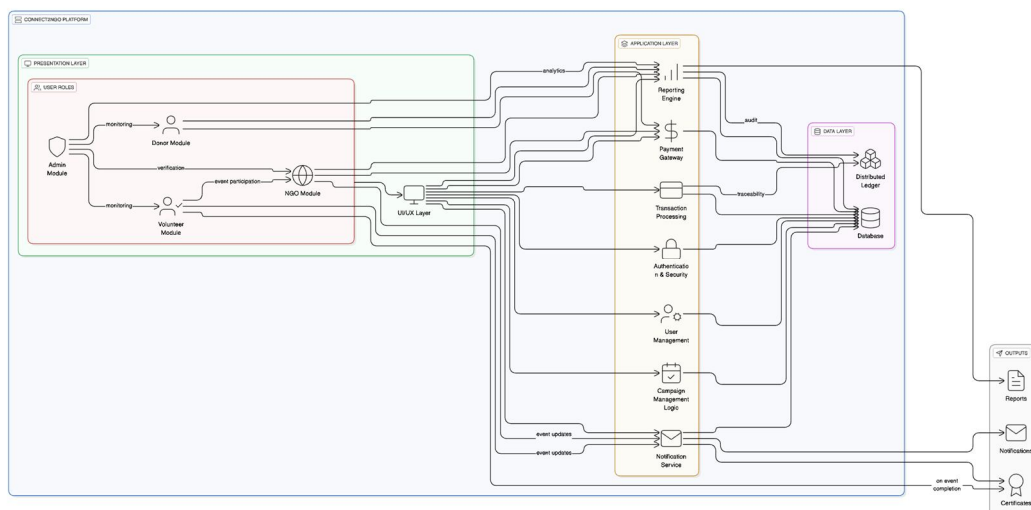 CONNECT2NGO PLATFORM
PRESENTATION LAYER
USER ROLES
Admin
Module
monitoring
Donor Module
verification
event participation
NGO Module
monitoring
Volunteer
Module
UI/UX Layer
analytics
event updates
event updates
APPLICATION LAYER
Reporting
Engine
Payment
Gateway
Transaction
Processing
Authenticatio
n & Security
User
Management
Campaign
Management
Logic
Notification
Service
audit
traceability
DATA LAYER
Distributed
Ledger
Database
on event
completion
OUTPUTS
Reports
Notifications
Certificates